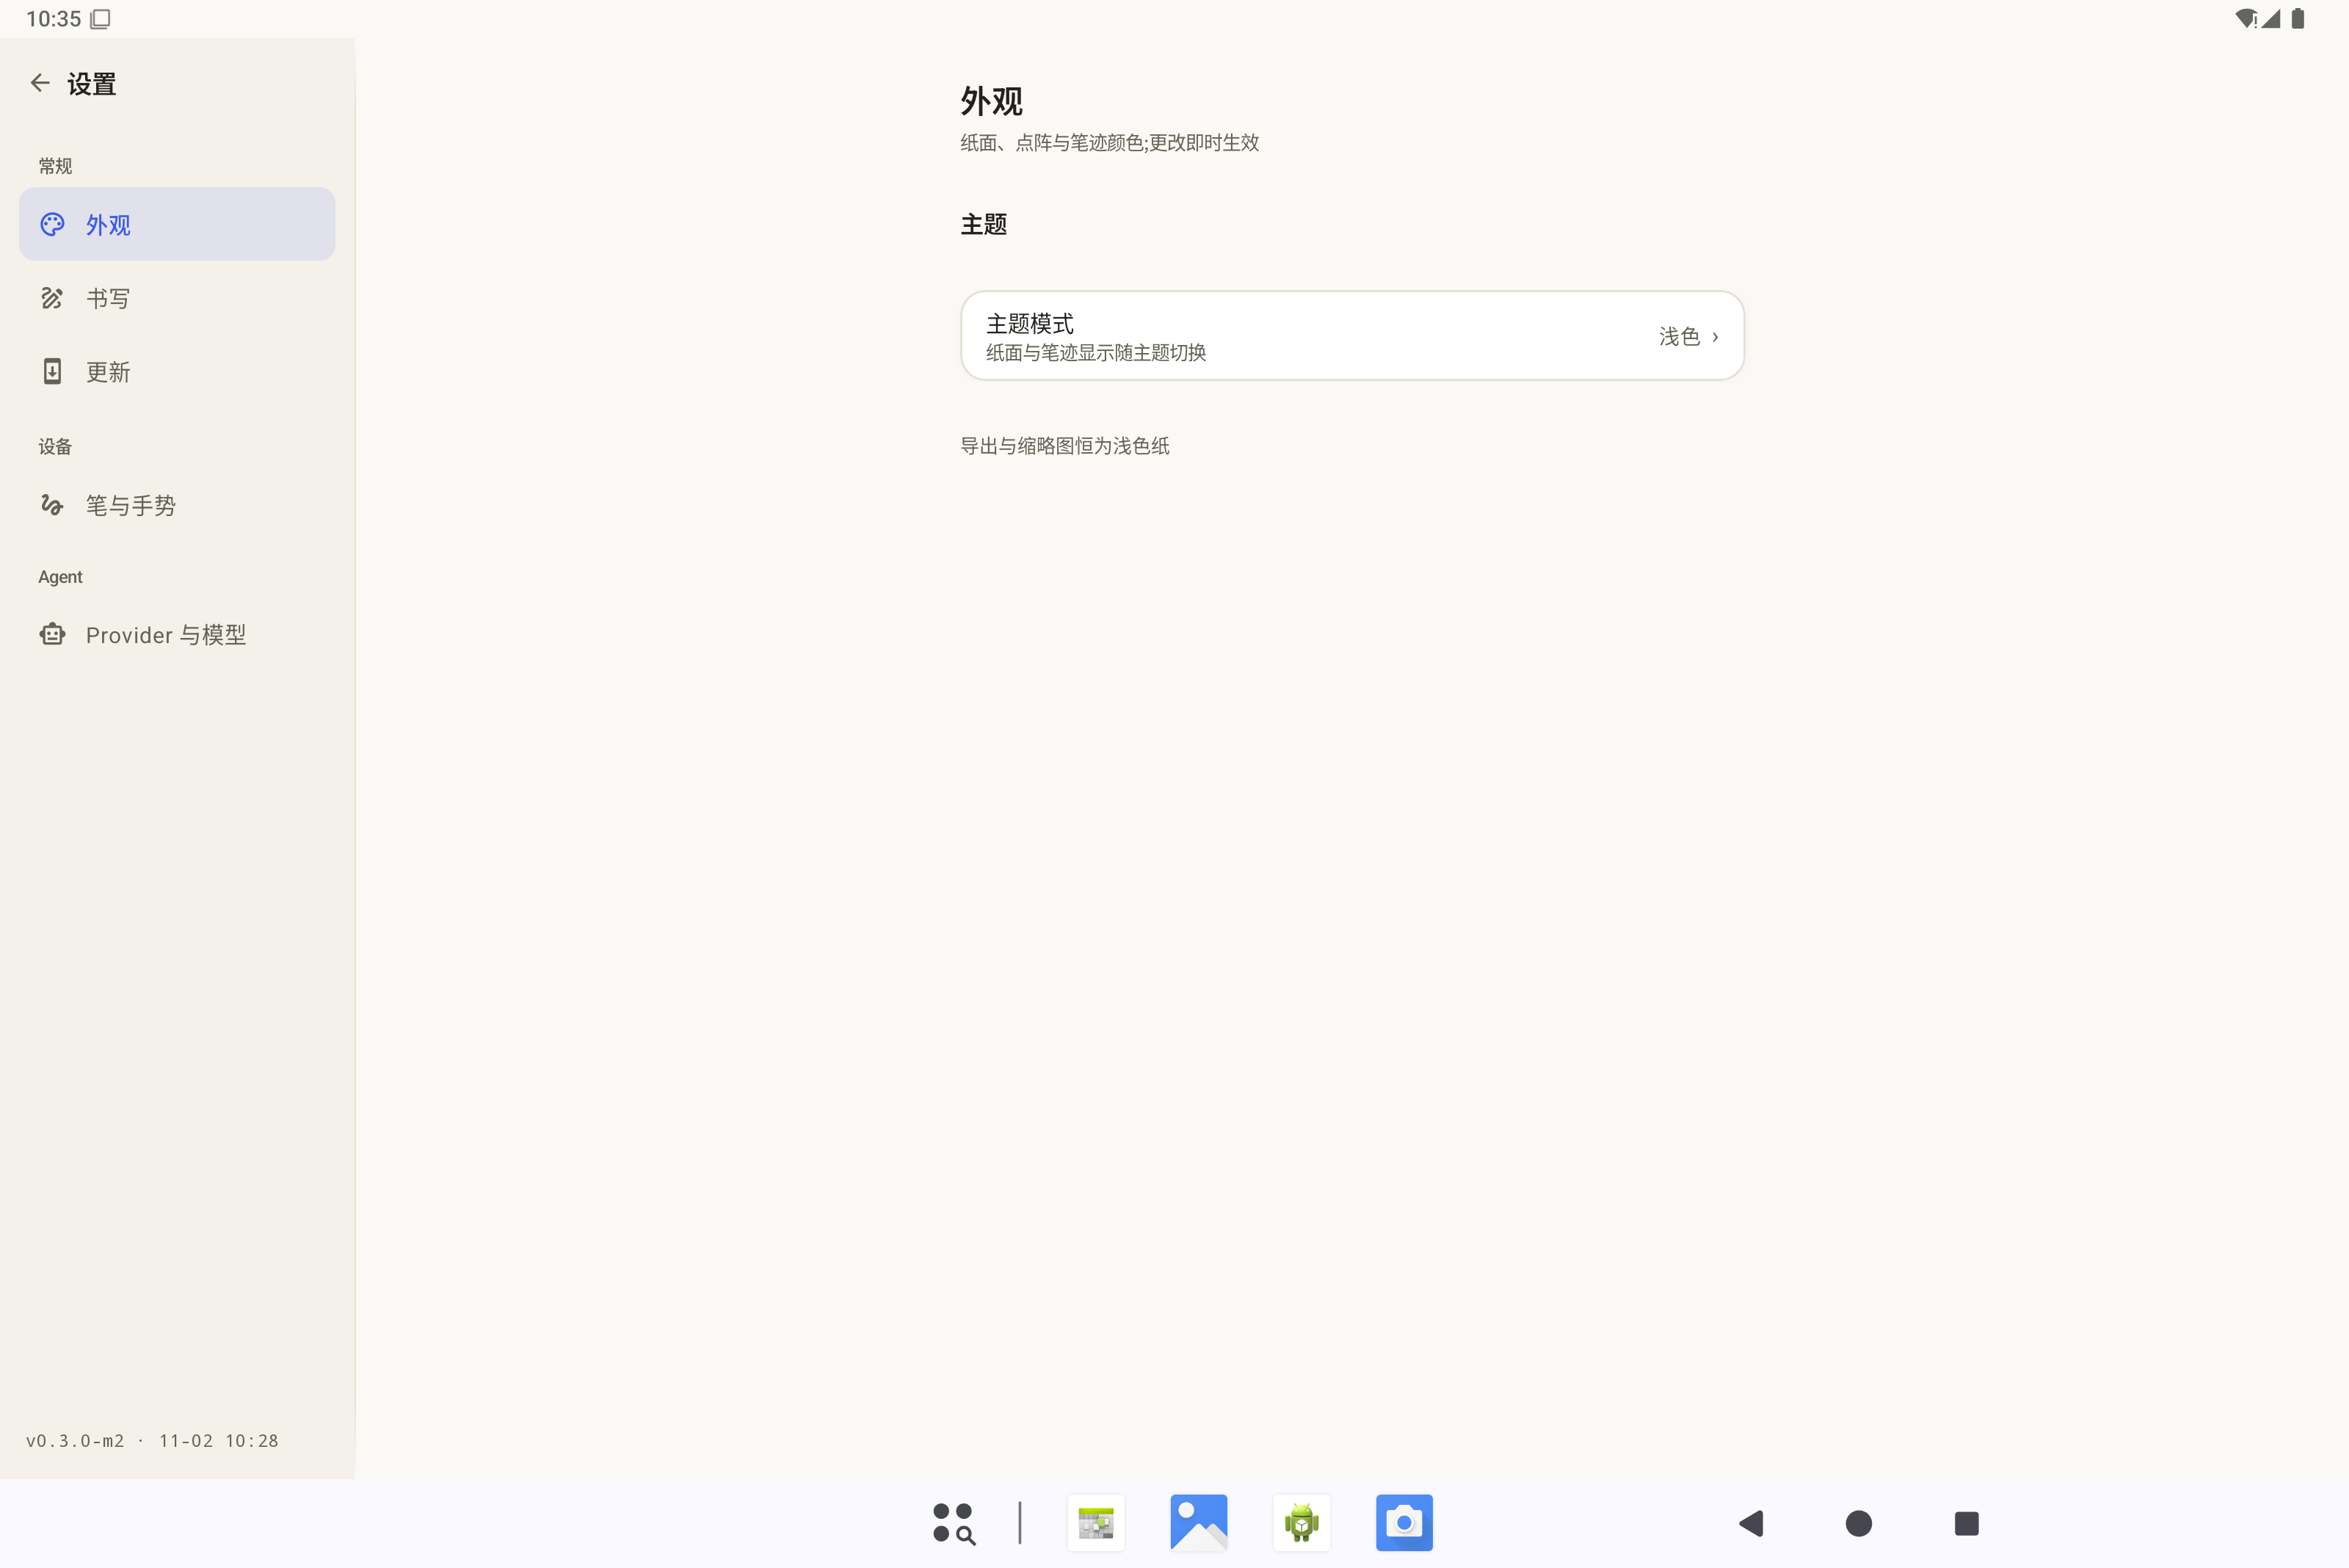 10:35
设置
常规
外观
书写
更新
设备
笔与手势
Agent
Provider 与模型
v0.3.0-m2 · 11-02 10:28
外观
纸面、点阵与笔迹颜色;更改即时生效
主题
主题模式
纸面与笔迹显示随主题切换
浅色 ›
导出与缩略图恒为浅色纸